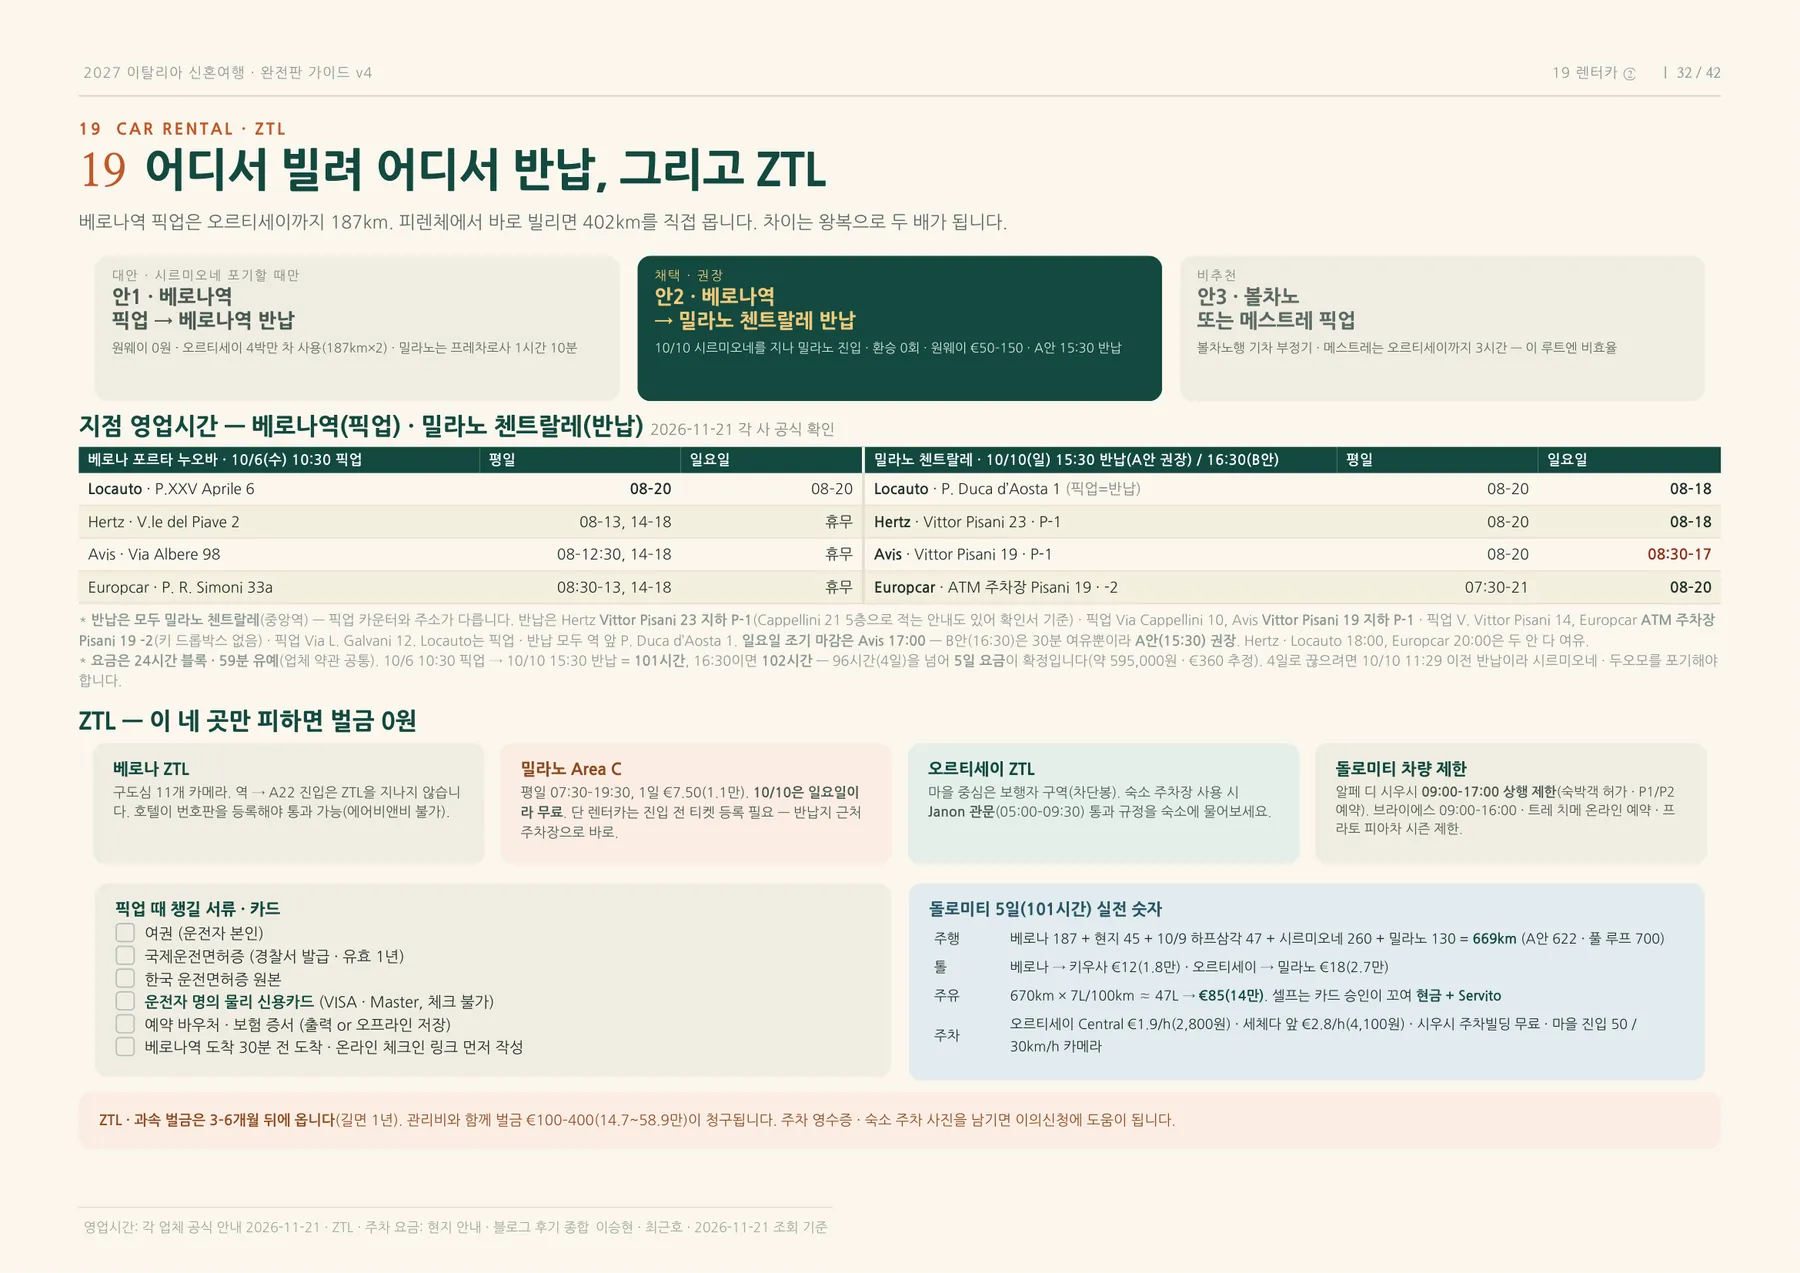 2027 이탈리아 신혼여행 · 완전판 가이드 v4
19 렌터카 ② | 32 / 42
19 CAR RENTAL · ZTL
19 어디서 빌려 어디서 반납, 그리고 ZTL
베로나역 픽업은 오르티세이까지 187km. 피렌체에서 바로 빌리면 402km를 직접 몹니다. 차이는 왕복으로 두 배가 됩니다.
대안 · 시르미오네 포기할 때만
안1 · 베로나역
픽업 → 베로나역 반납
원웨이 0원 · 오르티세이 4박만 차 사용(187km×2) · 밀라노는 프레차로사 1시간 10분
채택 · 권장
안2 · 베로나역
→ 밀라노 첸트랄레 반납
10/10 시르미오네를 지나 밀라노 진입 · 환승 0회 · 원웨이 €50-150 · A안 15:30 반납
비추천
안3 · 볼차노
또는 메스트레 픽업
볼차노행 기차 부정기 · 메스트레는 오르티세이까지 3시간 — 이 루트엔 비효율
지점 영업시간 — 베로나역(픽업) · 밀라노 첸트랄레(반납) 2026-11-21 각 사 공식 확인
베로나 포르타 누오바 · 10/6(수) 10:30 픽업 평일 일요일 밀라노 첸트랄레 · 10/10(일) 15:30 반납(A안 권장) / 16:30(B안) 평일 일요일
Locauto · P.XXV Aprile 6 08-20 08-20 Locauto · P. Duca d'Aosta 1 (픽업=반납) 08-20 08-18
Hertz · V.le del Piave 2 08-13, 14-18 휴무 Hertz · Vittor Pisani 23 · P-1 08-20 08-18
Avis · Via Albere 98 08-12:30, 14-18 휴무 Avis · Vittor Pisani 19 · P-1 08-20 08:30-17
Europcar · P. R. Simoni 33a 08:30-13, 14-18 휴무 Europcar · ATM 주차장 Pisani 19 · -2 07:30-21 08-20
* 반납은 모두 밀라노 첸트랄레(중앙역) — 픽업 카운터와 주소가 다릅니다. 반납은 Hertz Vittor Pisani 23 지하 P-1(Cappellini 21 5층으로 적는 안내도 있어 확인서 기준) · 픽업 Via Cappellini 10, Avis Vittor Pisani 19 지하 P-1 · 픽업 V. Vittor Pisani 14, Europcar ATM 주차장
Pisani 19 -2(키 드롭박스 없음) · 픽업 Via L. Galvani 12. Locauto는 픽업 · 반납 모두 역 앞 P. Duca d'Aosta 1. 일요일 조기 마감은 Avis 17:00 — B안(16:30)은 30분 여유뿐이라 A안(15:30) 권장. Hertz · Locauto 18:00, Europcar 20:00은 두 안 다 여유.
* 요금은 24시간 블록 · 59분 유예(업체 약관 공통). 10/6 10:30 픽업 → 10/10 15:30 반납 = 101시간, 16:30이면 102시간 — 96시간(4일)을 넘어 5일 요금이 확정입니다(약 595,000원 · €360 추정). 4일로 끊으려면 10/10 11:29 이전 반납이라 시르미오네 · 두오모를 포기해야
합니다.
ZTL — 이 네 곳만 피하면 벌금 0원
베로나 ZTL
구도심 11개 카메라. 역 → A22 진입은 ZTL을 지나지 않습니
다. 호텔이 번호판을 등록해야 통과 가능(에어비앤비 불가).
밀라노 Area C
평일 07:30-19:30, 1일 €7.50(1.1만). 10/10은 일요일이
라 무료. 단 렌터카는 진입 전 티켓 등록 필요 — 반납지 근처
주차장으로 바로.
오르티세이 ZTL
마을 중심은 보행자 구역(차단봉). 숙소 주차장 사용 시
Janon 관문(05:00-09:30) 통과 규정을 숙소에 물어보세요.
돌로미티 차량 제한
알페 디 시우시 09:00-17:00 상행 제한(숙박객 허가 · P1/P2
예약). 브라이에스 09:00-16:00 · 트레 치메 온라인 예약 · 프
라토 피아차 시즌 제한.
픽업 때 챙길 서류 · 카드
여권 (운전자 본인)
국제운전면허증 (경찰서 발급 · 유효 1년)
한국 운전면허증 원본
운전자 명의 물리 신용카드 (VISA · Master, 체크 불가)
예약 바우처 · 보험 증서 (출력 or 오프라인 저장)
베로나역 도착 30분 전 도착 · 온라인 체크인 링크 먼저 작성
돌로미티 5일(101시간) 실전 숫자
주행 베로나 187 + 현지 45 + 10/9 하프삼각 47 + 시르미오네 260 + 밀라노 130 = 669km (A안 622 · 풀 루프 700)
톨 베로나 → 키우사 €12(1.8만) · 오르티세이 → 밀라노 €18(2.7만)
주유 670km × 7L/100km ≈ 47L → €85(14만). 셀프는 카드 승인이 꼬여 현금 + Servito
주차 오르티세이 Central €1.9/h(2,800원) · 세체다 앞 €2.8/h(4,100원) · 시우시 주차빌딩 무료 · 마을 진입 50 /
30km/h 카메라
ZTL · 과속 벌금은 3-6개월 뒤에 옵니다(길면 1년). 관리비와 함께 벌금 €100-400(14.7~58.9만)이 청구됩니다. 주차 영수증 · 숙소 주차 사진을 남기면 이의신청에 도움이 됩니다.
영업시간: 각 업체 공식 안내 2026-11-21 · ZTL · 주차 요금: 현지 안내 · 블로그 후기 종합 이승현 · 최근호 · 2026-11-21 조회 기준